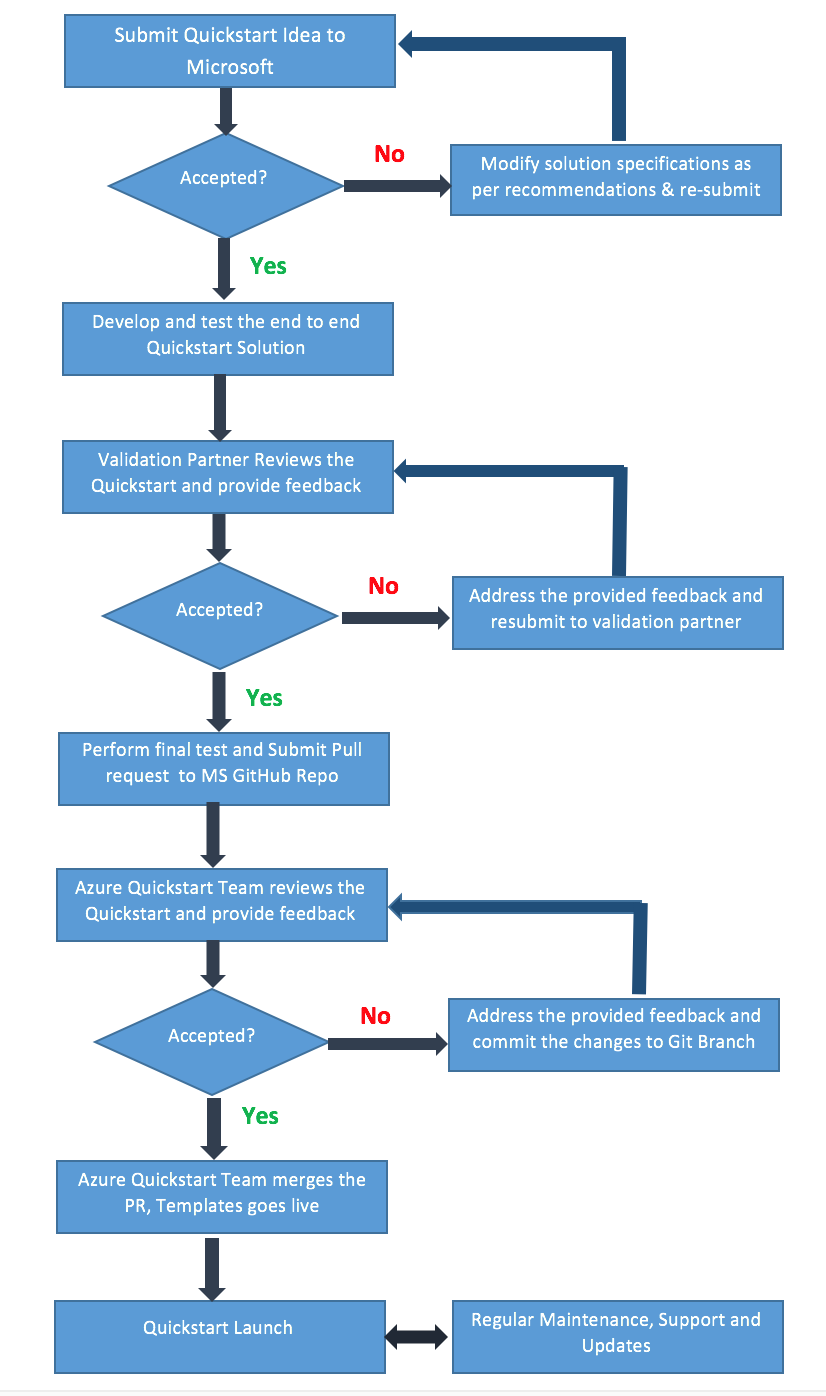 Submit Quickstart Idea to
Microsoft
Accepted?
No
Modify solution specifications as
per recommendations & re-submit
Yes
Develop and test the end to end
Quickstart Solution
Validation Partner Reviews the
Quickstart and provide feedback
Accepted?
No
Address the provided feedback and
resubmit to validation partner
Yes
Perform final test and Submit Pull
request  to MS GitHub Repo
Azure Quickstart Team reviews the
Quickstart and provide feedback
Accepted?
No
Address the provided feedback and
commit the changes to Git Branch
Yes
Azure Quickstart Team merges the
PR, Templates goes live
Quickstart Launch
Regular Maintenance, Support and
Updates